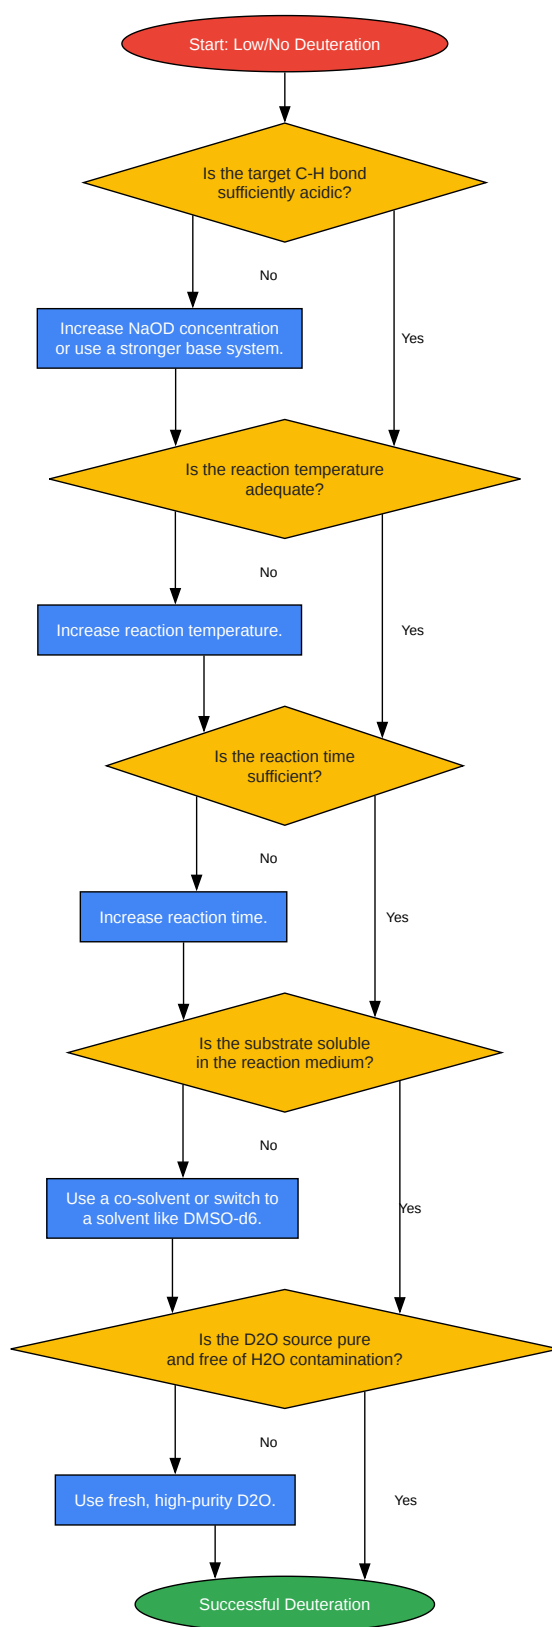 Start: Low/No Deuteration
Is the target C-H bond
sufficiently acidic?
No
Increase NaOD concentration
or use a stronger base system.
Yes
Is the reaction temperature
adequate?
No
Increase reaction temperature.
Yes
Is the reaction time
sufficient?
No
Increase reaction time.
Yes
Is the substrate soluble
in the reaction medium?
No
Use a co-solvent or switch to
a solvent like DMSO-d6.
Yes
Is the D2O source pure
and free of H2O contamination?
No
Use fresh, high-purity D2O.
Yes
Successful Deuteration